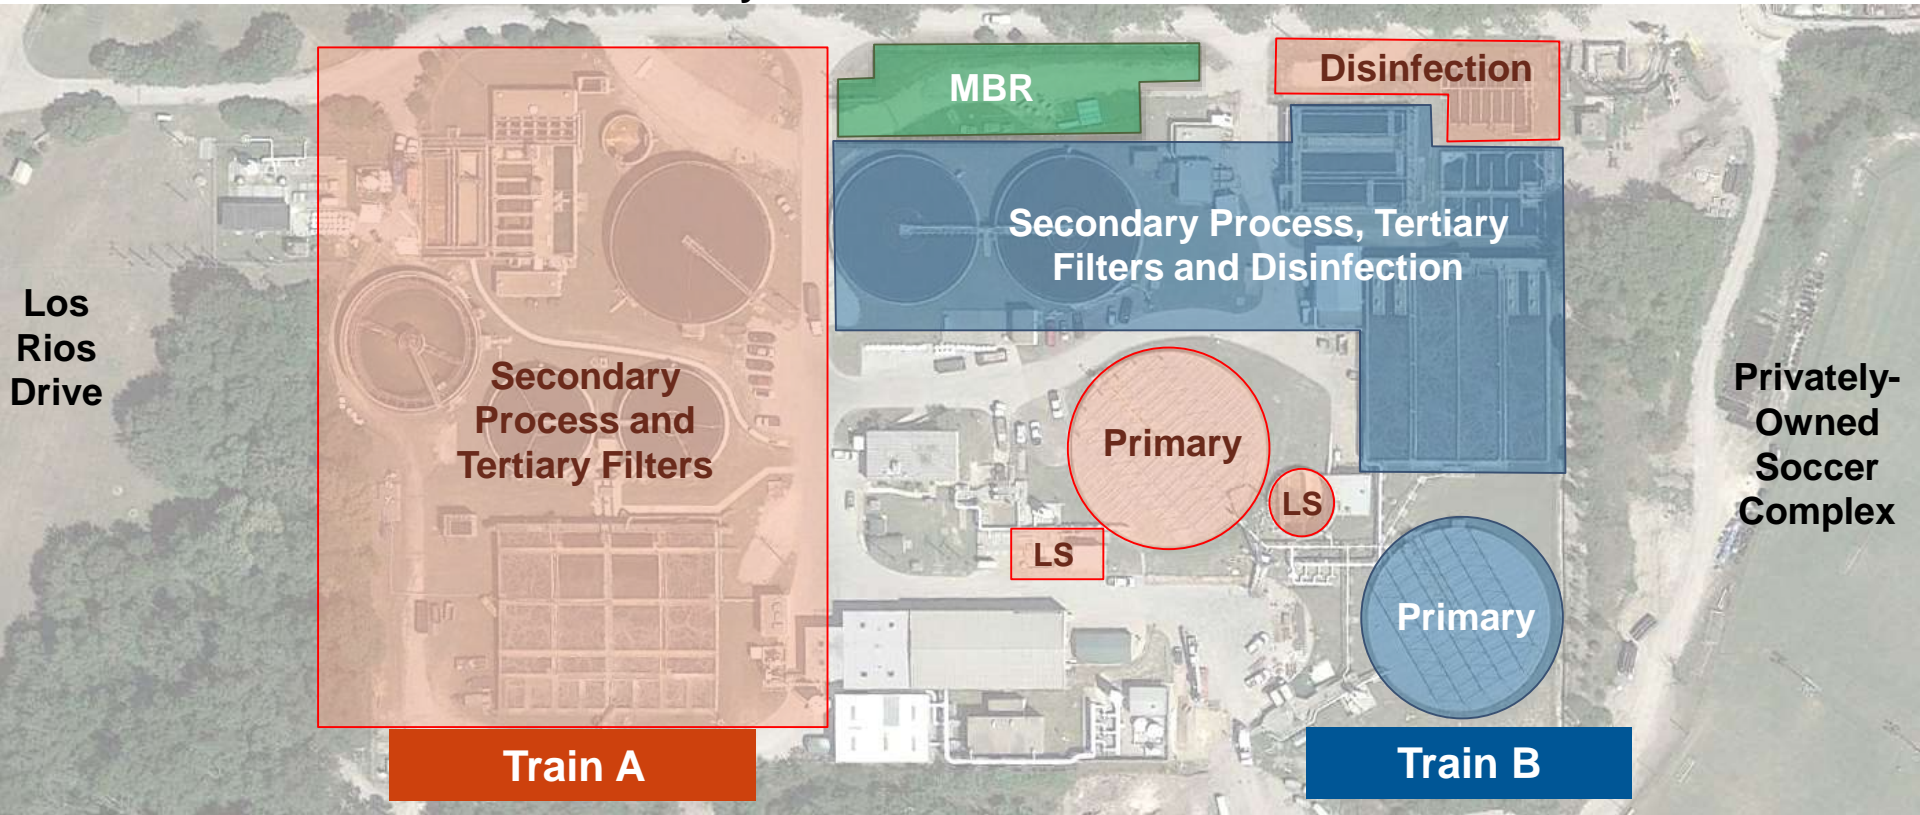 MBR
Disinfection
Secondary Process, Tertiary
Filters and Disinfection
Los
Rios
Drive
Secondary
Process and
Tertiary Filters
Primary
LS
LS
Primary
Privately-
Owned
Soccer
Complex
Train A
Train B